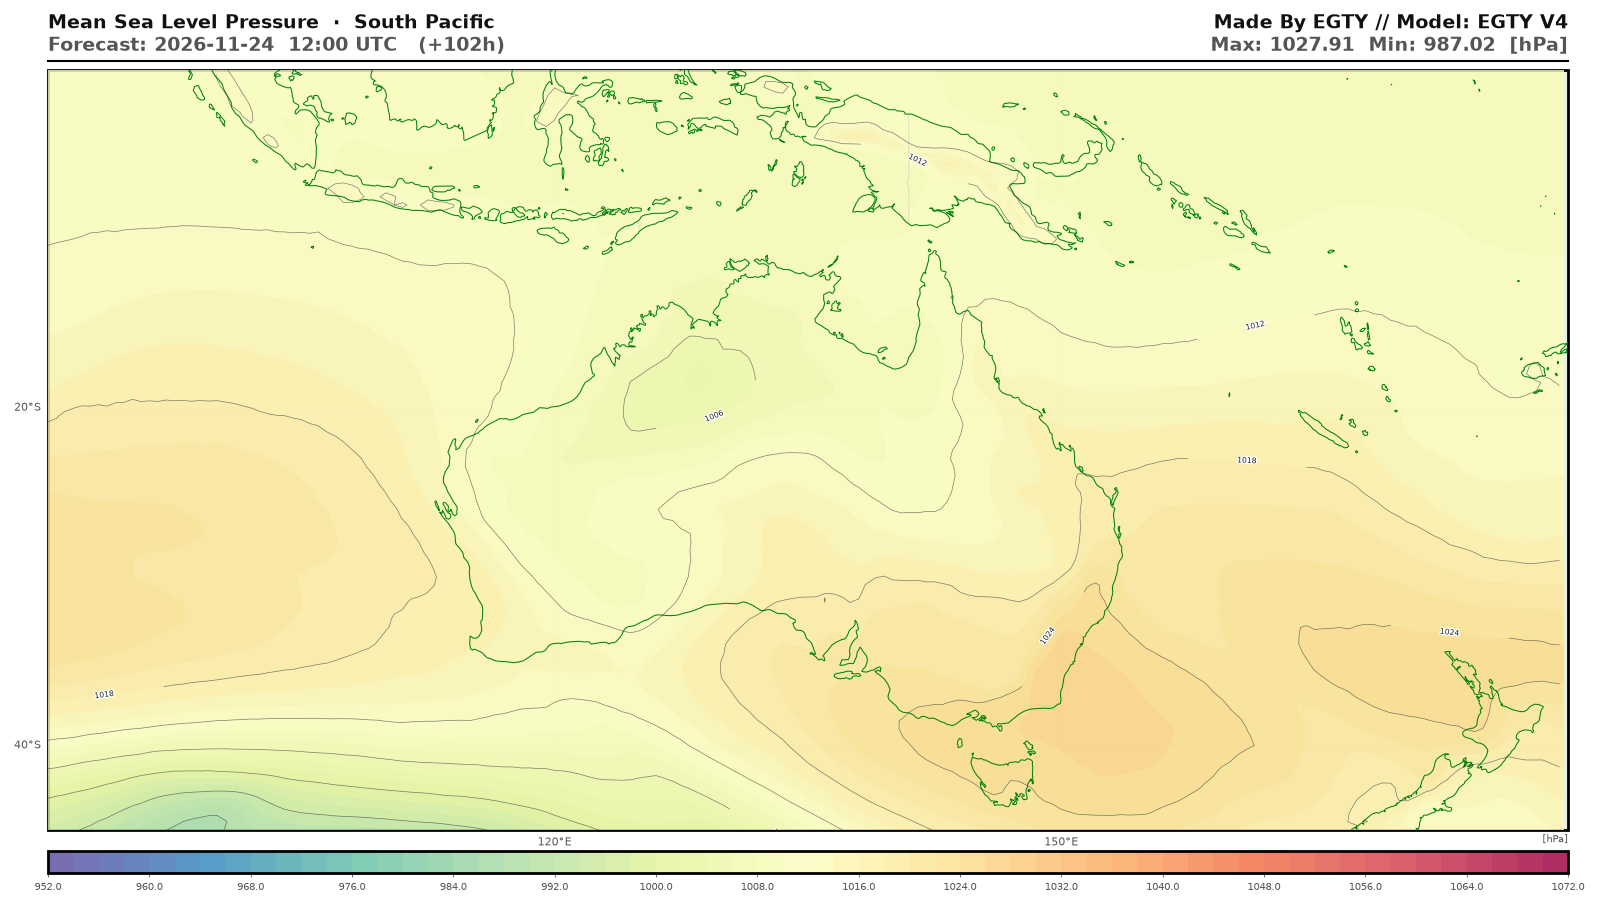 Mean Sea Level Pressure · South Pacific
Made By EGTY // Model: EGTY V4
Forecast: 2026-11-24 12:00 UTC (+102h)
Max: 1027.91 Min: 987.02 [hPa]
1012
1012
20°S
1006
1018
1024
1024
1018
40°S
120°E
150°E
[hPa]
952.0 960.0 968.0 976.0 984.0 992.0 1000.0 1008.0 1016.0 1024.0 1032.0 1040.0 1048.0 1056.0 1064.0 1072.0